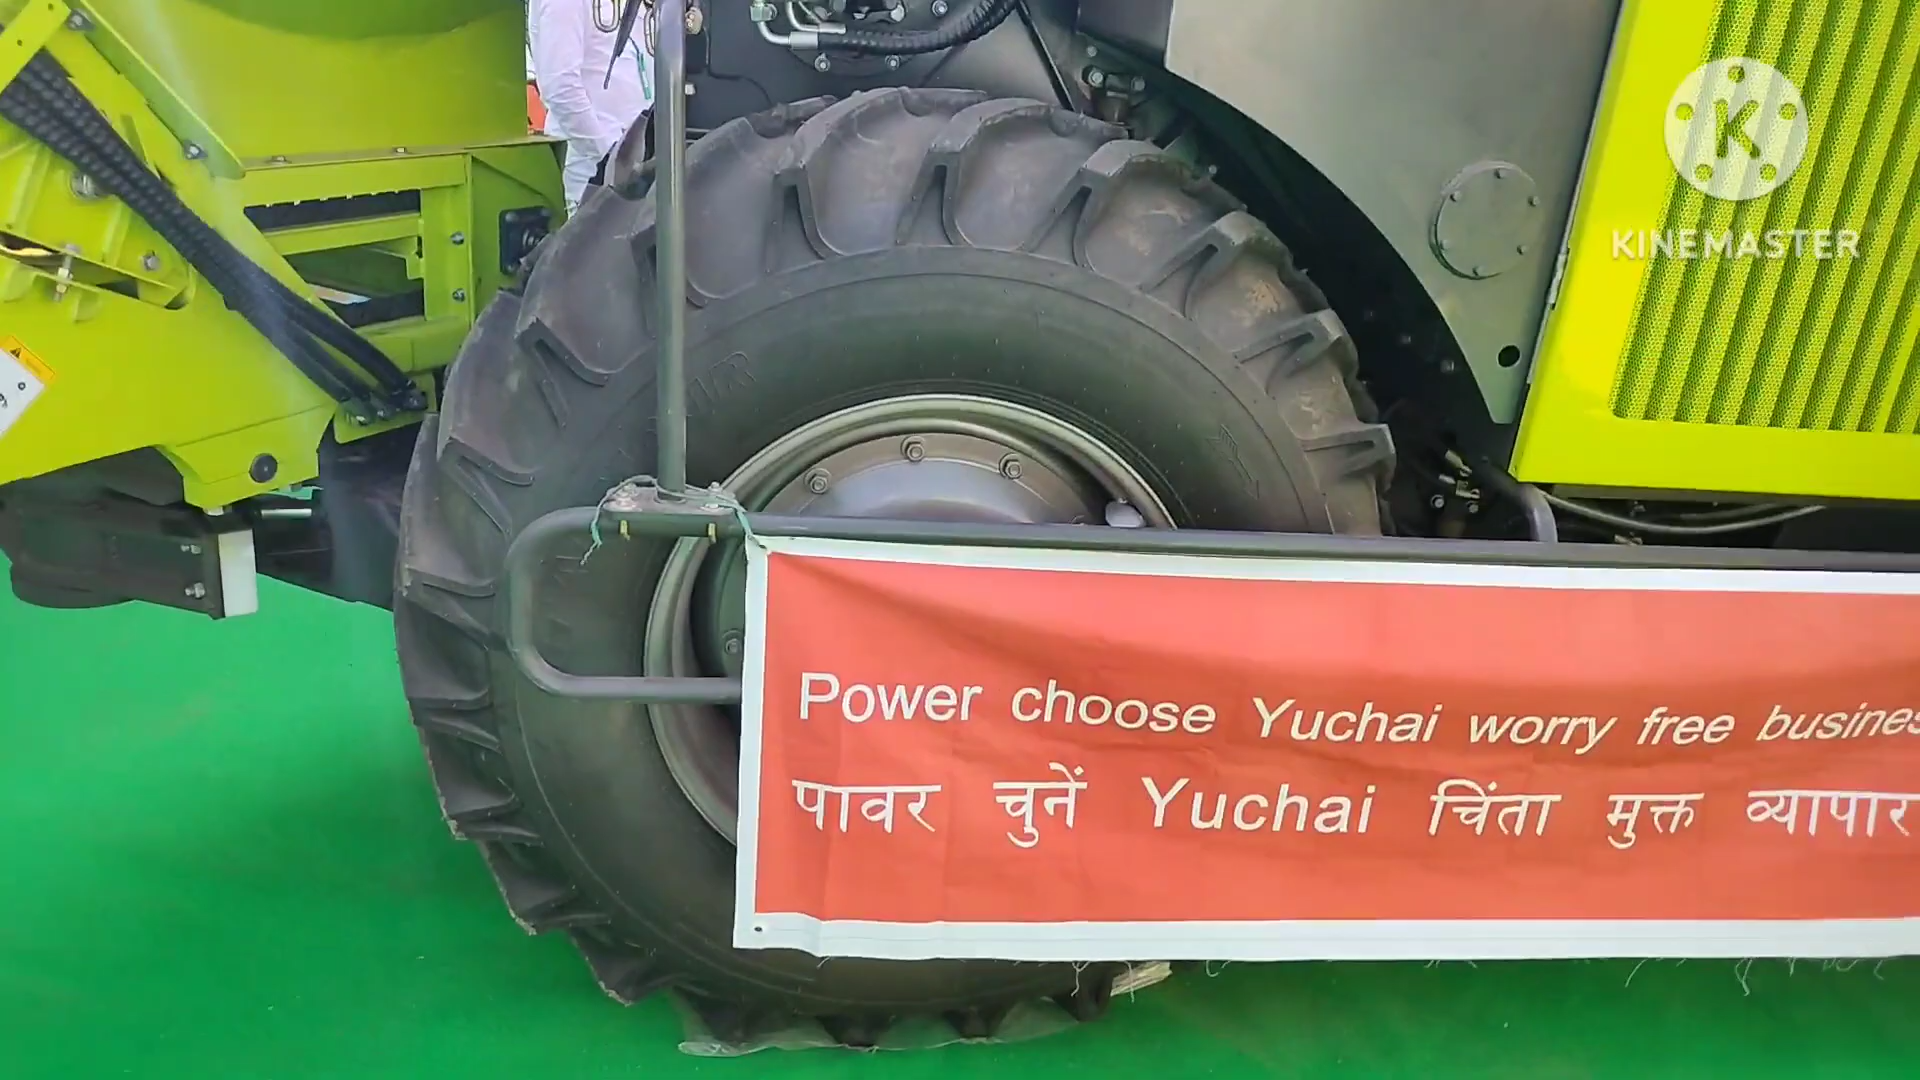 K
KINEMASTER
Power choose Yuchai worry free busines
पावर चुनें Yuchai चिंता मुक्त व्यापार